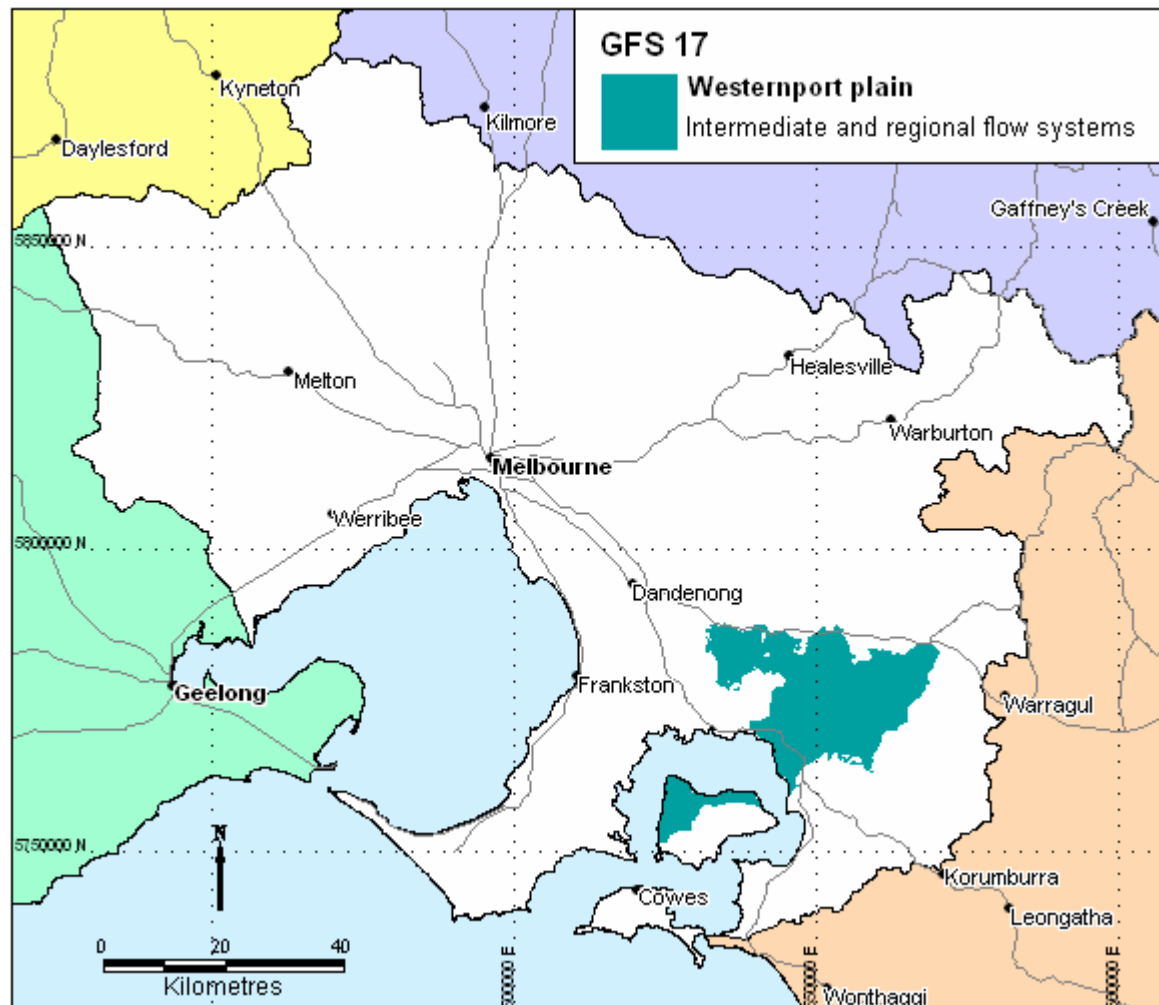 GFS 17
Westernport plain
Intermediate and regional flow systems
Kyneton
Kilmore
Daylesford
Gaffney's Creek
5850000 N
Healesville
Melton
Warburton
Melbourne
Werribee
5800000 N
Dandenong
Geelong
Frankston
Warragul
5750000 N
N
Korumburra
Cowes
Leongatha
0 20 40
Kilometres
Wonthaggi